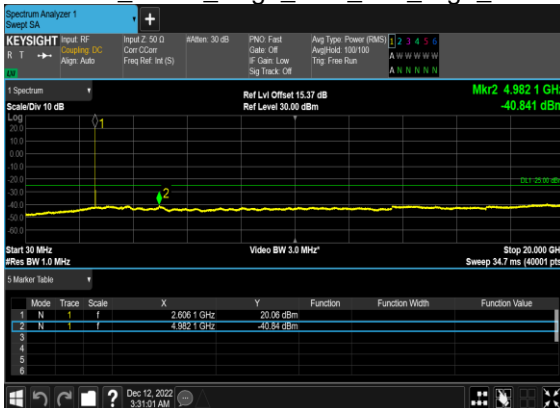 Spectrum Analyzer 1
Swept SA
+
KEYSIGHT Input: RF Input Z: 50 Ω #Atten: 30 dB PNO: Fast Avg Type: Power (RMS) 1 2 3 4 5 6
R T Coupling: DC Corr CCorr Gate: Off Avg|Hold: 100/100 A W W W W W
Align: Auto Freq Ref: Int (S) IF Gain: Low Trig: Free Run A N N N N N
Sig Track: Off
1 Spectrum Ref Lvl Offset 15.37 dB Mkr2 4.982 1 GHz
Scale/Div 10 dB Ref Level 30.00 dBm -40.841 dBm
Log
20.0
10.0
0.00
-10.0
-20.0
DL1 -25.00 dBm
-30.0
-40.0
-50.0
-60.0
1
2
Start 30 MHz Video BW 3.0 MHz* Stop 20.000 GHz
#Res BW 1.0 MHz Sweep 34.7 ms (40001 pts)
5 Marker Table
Mode Trace Scale X Y Function Function Width Function Value
1 N 1 f 2.606 1 GHz 20.06 dBm
2 N 1 f 4.982 1 GHz -40.84 dBm
3
4
5
6
? Dec 12, 2022
3:31:01 AM